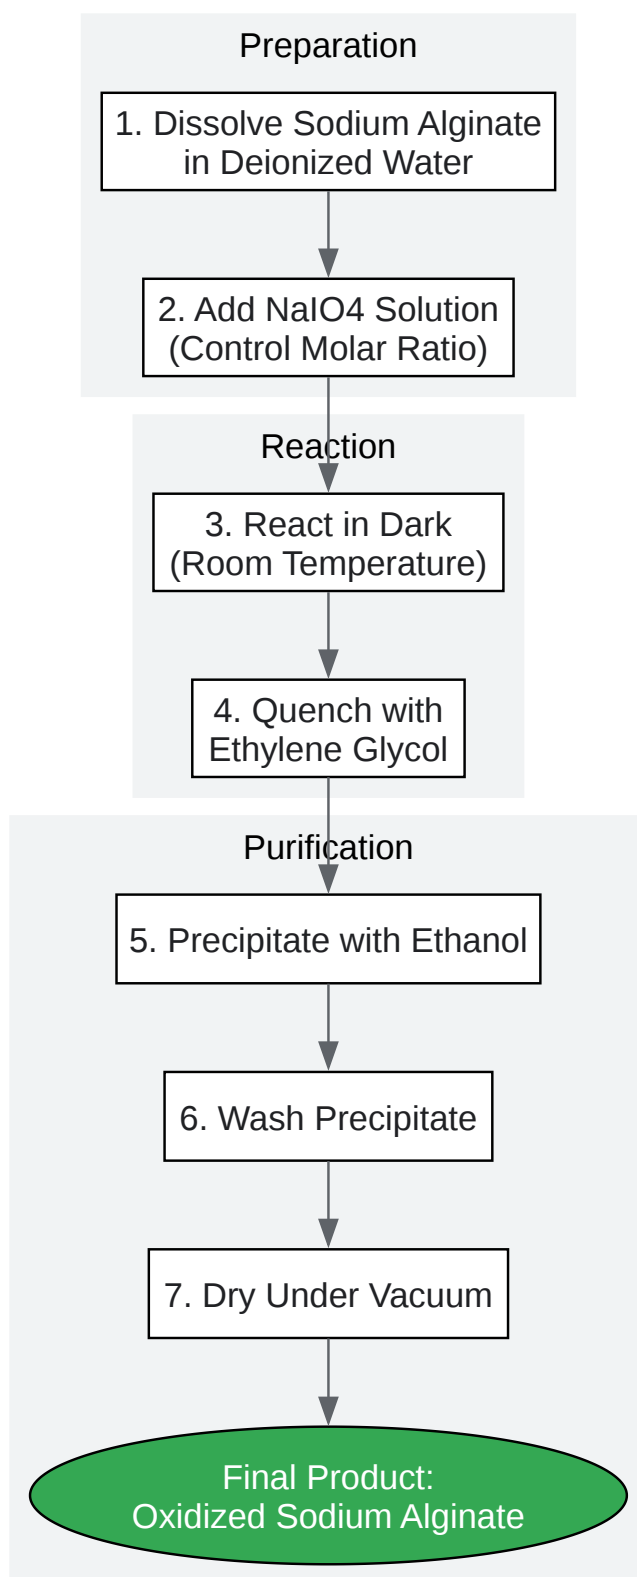 Preparation
1. Dissolve Sodium Alginate
in Deionized Water
2. Add NaIO4 Solution
(Control Molar Ratio)
Reaction
3. React in Dark
(Room Temperature)
4. Quench with
Ethylene Glycol
Purification
5. Precipitate with Ethanol
6. Wash Precipitate
7. Dry Under Vacuum
Final Product:
Oxidized Sodium Alginate